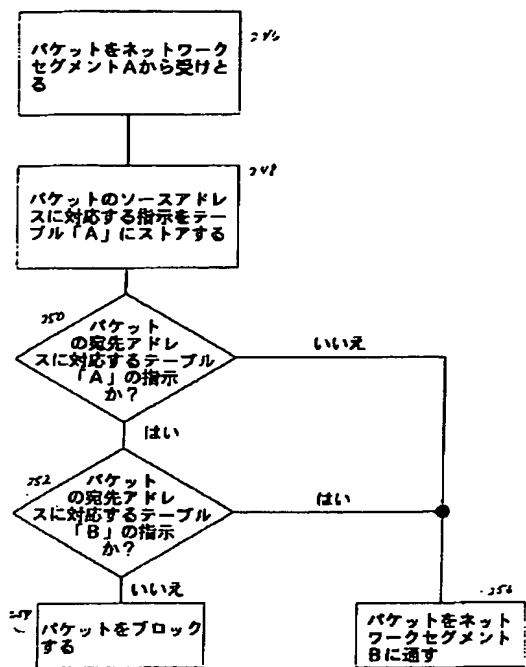 パケットをネットワーク
セグメントAから受けと
る
248
パケットのソースアドレ
スに対応する指示をテー
ブル「A」にストアする
250
パケット
の宛先アドレ
スに対応するテーブル
「A」の指示
か?
いいえ
はい
252
パケット
の宛先アドレ
スに対応するテーブル
「B」の指示
か?
はい
いいえ
パケットをブロック
する
256
パケットをネット
ワークセグメント
Bに通す